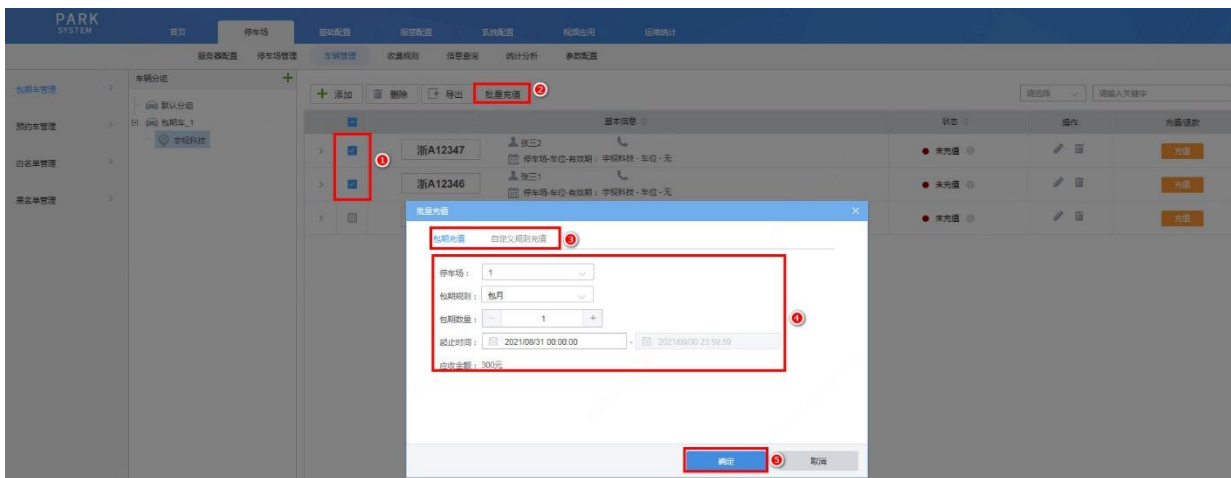 PARK
SYSTEM
首页 停车场 基础配置 报警配置 系统配置 视频应用 运维统计
服务器配置 停车场管理 车辆管理 收费规则 信息查询 统计分析 参数配置
包期车管理
预约车管理
白名单管理
黑名单管理
车辆分组
默认分组
包期车_1
宇视科技
添加 删除 导出 批量充值 2
请选择 请输入关键字
基本信息 状态 操作 充值/退款
1
浙A12347 张三2 未充值 充值
停车场-车位-有效期： 宇视科技 - 车位 - 无
浙A12346 张三1 未充值 充值
停车场-车位-有效期： 宇视科技 - 车位 - 无
未充值 充值
批量充值
包期充值 自定义规则充值 3
停车场： 1
包期规则： 包月
包期数量： - 1 + 4
起止时间： 2021/08/31 00:00:00 - 2021/09/30 23:59:59
应收金额： 300元
确定 5 取消